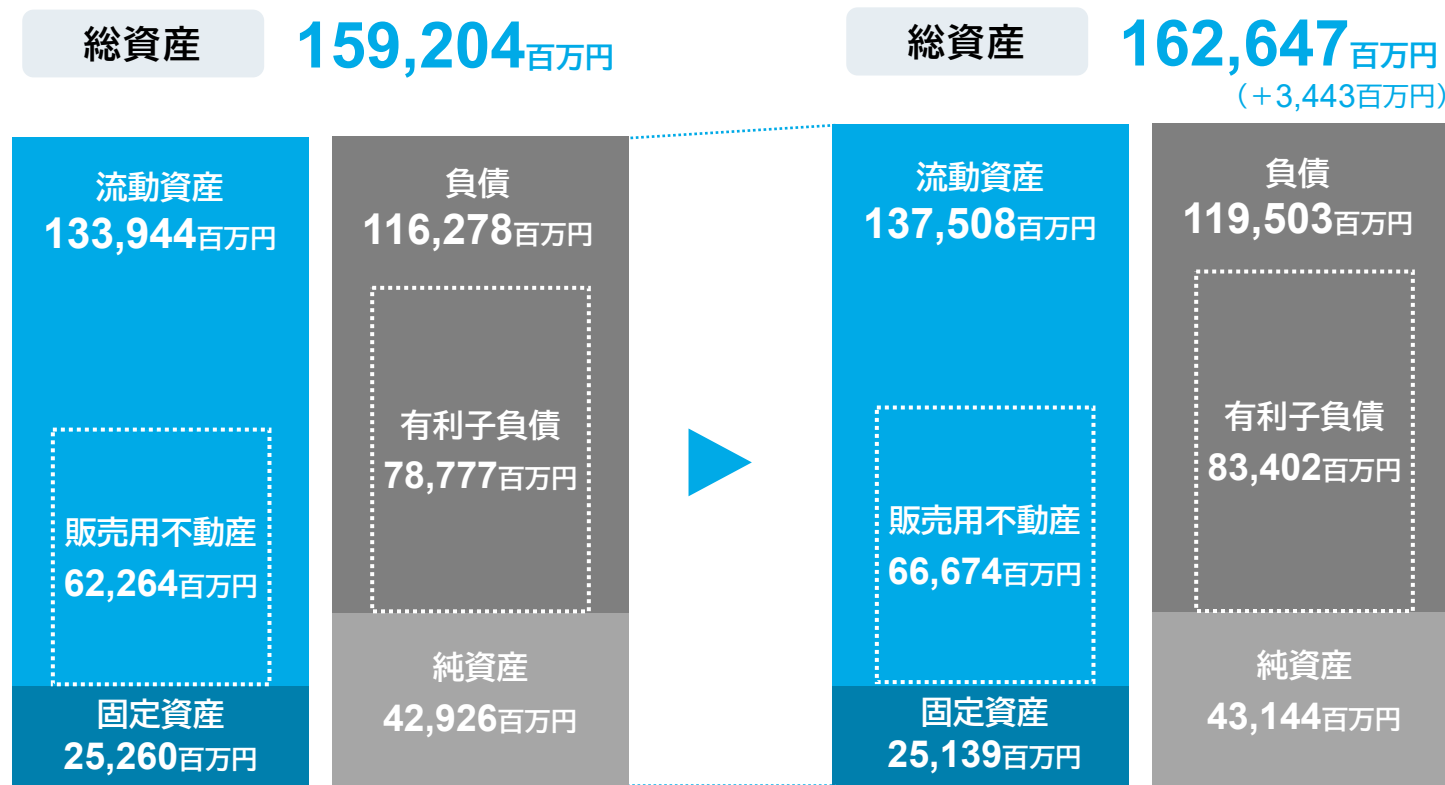 総資産 159,204百万円
流動資産
133,944百万円
販売用不動産
62,264百万円
固定資産
25,260百万円
負債
116,278百万円
有利子負債
78,777百万円
純資産
42,926百万円
総資産 162,647百万円
（＋3,443百万円）
流動資産
137,508百万円
販売用不動産
66,674百万円
固定資産
25,139百万円
負債
119,503百万円
有利子負債
83,402百万円
純資産
43,144百万円